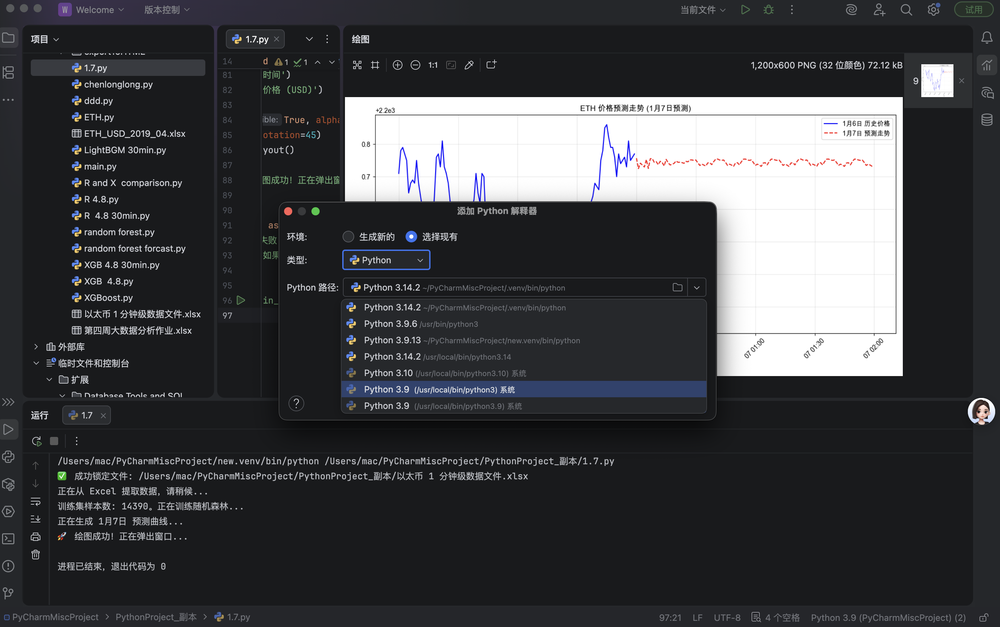 W Welcome 版本控制 当前文件 试用
项目
1.7.py
绘图
exportToHTML
1.7.py
chenlonglong.py
ddd.py
ETH.py
ETH_USD_2019_04.xlsx
LightBGM 30min.py
main.py
R and X  comparison.py
R 4.8.py
R  4.8 30min.py
random forest.py
random forest forcast.py
XGB 4.8 30min.py
XGB  4.8.py
XGBoost.py
以太币 1 分钟级数据文件.xlsx
第四周大数据分析作业.xlsx
外部库
临时文件和控制台
扩展
Database Tools and SQL
14 d 1 1
81 时间')
82 价格 (USD)')
83
84 ible: True, alpha
85 otation=45)
86 yout()
87
88 图成功! 正在弹出窗
89
90
91 as
92 失败
93 如果
94
95
96 in_
97
1:1
1,200x600 PNG (32 位颜色) 72.12 kB
9
ETH 价格预测走势 (1月7日预测)
+2.2e3
1月6日 历史价格
1月7日 预测走势
0.8
0.7
07 01:00
07 01:30
07 02:00
添加 Python 解释器
环境: 生成新的 选择现有
类型: Python
Python 路径: Python 3.14.2 ~/PyCharmMiscProject/.venv/bin/python
Python 3.14.2 ~/PyCharmMiscProject/.venv/bin/python
Python 3.9.6 /usr/bin/python3
Python 3.9.13 ~/PyCharmMiscProject/new.venv/bin/python
Python 3.14.2 /usr/local/bin/python3.14
Python 3.10 (/usr/local/bin/python3.10) 系统
Python 3.9 (/usr/local/bin/python3) 系统
Python 3.9 (/usr/local/bin/python3.9) 系统
?
运行 1.7
/Users/mac/PyCharmMiscProject/new.venv/bin/python /Users/mac/PyCharmMiscProject/PythonProject_副本/1.7.py
✅ 成功锁定文件: /Users/mac/PyCharmMiscProject/PythonProject_副本/以太币 1 分钟级数据文件.xlsx
正在从 Excel 提取数据，请稍候...
训练集样本数: 14390。正在训练随机森林...
正在生成 1月7日 预测曲线...
🚀 绘图成功! 正在弹出窗口...
进程已结束，退出代码为 0
PyCharmMiscProject > PythonProject_副本 > 1.7.py
97:21 LF UTF-8 4 个空格 Python 3.9 (PyCharmMiscProject) (2)